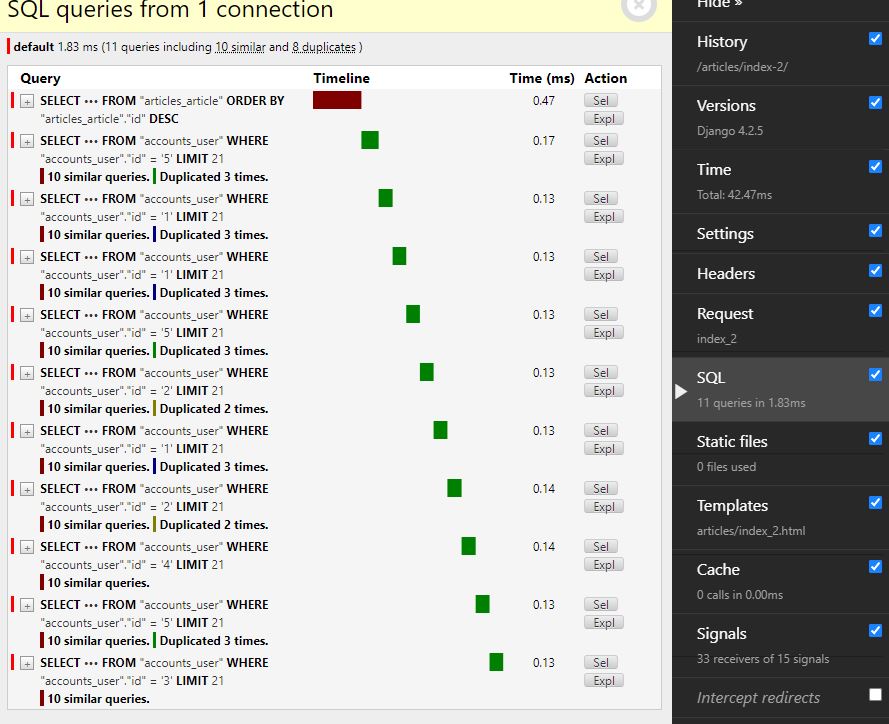 SQL queries from 1 connection
default 1.83 ms (11 queries including 10 similar and 8 duplicates )
Query Timeline Time (ms) Action
+ SELECT ••• FROM "articles_article" ORDER BY 0.47 Sel
"articles_article"."id" DESC Expl
+ SELECT ••• FROM "accounts_user" WHERE 0.17 Sel
"accounts_user"."id" = '5' LIMIT 21 Expl
10 similar queries. Duplicated 3 times.
+ SELECT ••• FROM "accounts_user" WHERE 0.13 Sel
"accounts_user"."id" = '1' LIMIT 21 Expl
10 similar queries. Duplicated 3 times.
+ SELECT ••• FROM "accounts_user" WHERE 0.13 Sel
"accounts_user"."id" = '1' LIMIT 21 Expl
10 similar queries. Duplicated 3 times.
+ SELECT ••• FROM "accounts_user" WHERE 0.13 Sel
"accounts_user"."id" = '5' LIMIT 21 Expl
10 similar queries. Duplicated 3 times.
+ SELECT ••• FROM "accounts_user" WHERE 0.13 Sel
"accounts_user"."id" = '2' LIMIT 21 Expl
10 similar queries. Duplicated 2 times.
+ SELECT ••• FROM "accounts_user" WHERE 0.13 Sel
"accounts_user"."id" = '1' LIMIT 21 Expl
10 similar queries. Duplicated 3 times.
+ SELECT ••• FROM "accounts_user" WHERE 0.14 Sel
"accounts_user"."id" = '2' LIMIT 21 Expl
10 similar queries. Duplicated 2 times.
+ SELECT ••• FROM "accounts_user" WHERE 0.14 Sel
"accounts_user"."id" = '4' LIMIT 21 Expl
10 similar queries.
+ SELECT ••• FROM "accounts_user" WHERE 0.13 Sel
"accounts_user"."id" = '5' LIMIT 21 Expl
10 similar queries. Duplicated 3 times.
+ SELECT ••• FROM "accounts_user" WHERE 0.13 Sel
"accounts_user"."id" = '3' LIMIT 21 Expl
10 similar queries.
Hide »
History
/articles/index-2/
Versions
Django 4.2.5
Time
Total: 42.47ms
Settings
Headers
Request
index_2
SQL
11 queries in 1.83ms
Static files
0 files used
Templates
articles/index_2.html
Cache
0 calls in 0.00ms
Signals
33 receivers of 15 signals
Intercept redirects